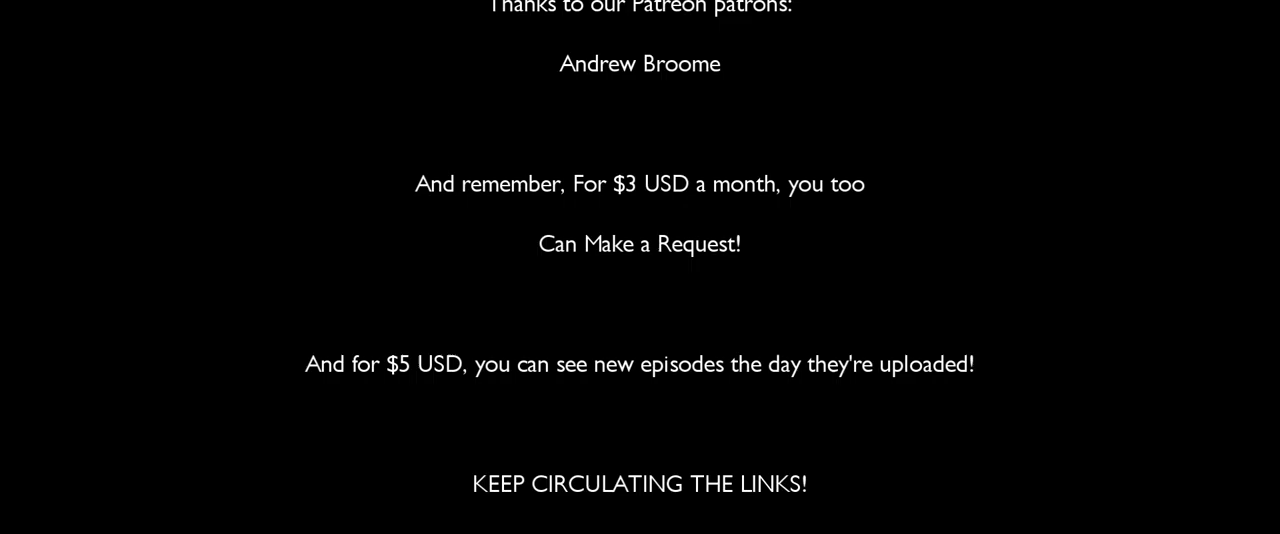 Thanks to our Patreon patrons:
Andrew Broome
And remember, For $3 USD a month, you too
Can Make a Request!
And for $5 USD, you can see new episodes the day they're uploaded!
KEEP CIRCULATING THE LINKS!